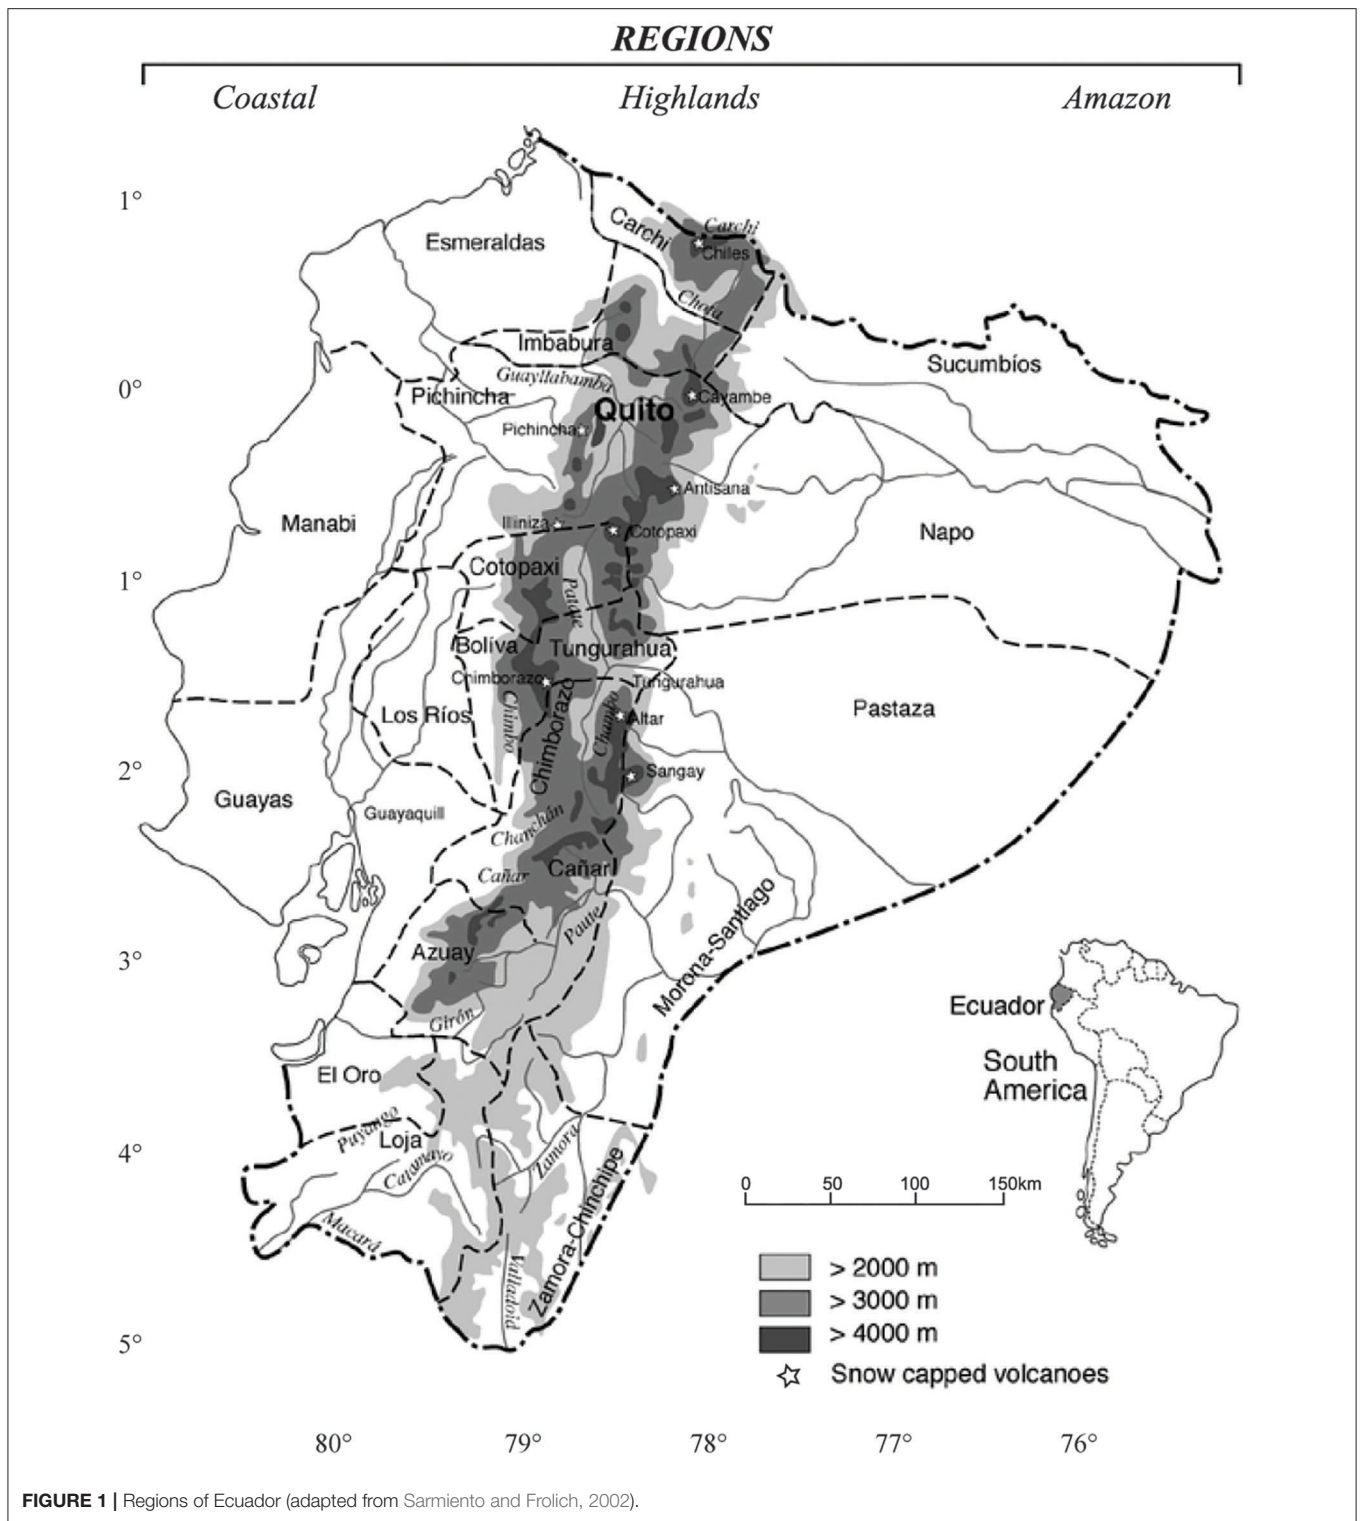 REGIONS
Coastal Highlands Amazon
1°
Carchi
Carchi
Esmeraldas
Chiles
Chota
Imbabura
Sucumbíos
0°
Guayllabamba
Pichincha
Cayambe
Quito
Pichincha
Antisana
Manabi
Illiniza
Cotopaxi
Napo
Cotopaxi
1°
Patate
Bolíva
Tungurahua
Chimborazo
Tungurahua
Los Ríos
Chimbo
Chimborazo
Chambo
Altar
Pastaza
2°
Sangay
Guayas
Guayaquill
Chanchán
Cañar
Cañar
Paute
Azuay
Morona-Santiago
3°
Girón
Ecuador
South
America
El Oro
Puyango
Loja
Zamora
4°
Catamayo
Zamora-Chinchipe
0 50 100 150km
Macará
Valladoid
> 2000 m
> 3000 m
> 4000 m
5°
Snow capped volcanoes
80° 79° 78° 77° 76°
FIGURE 1 | Regions of Ecuador (adapted from Sarmiento and Frolich, 2002).